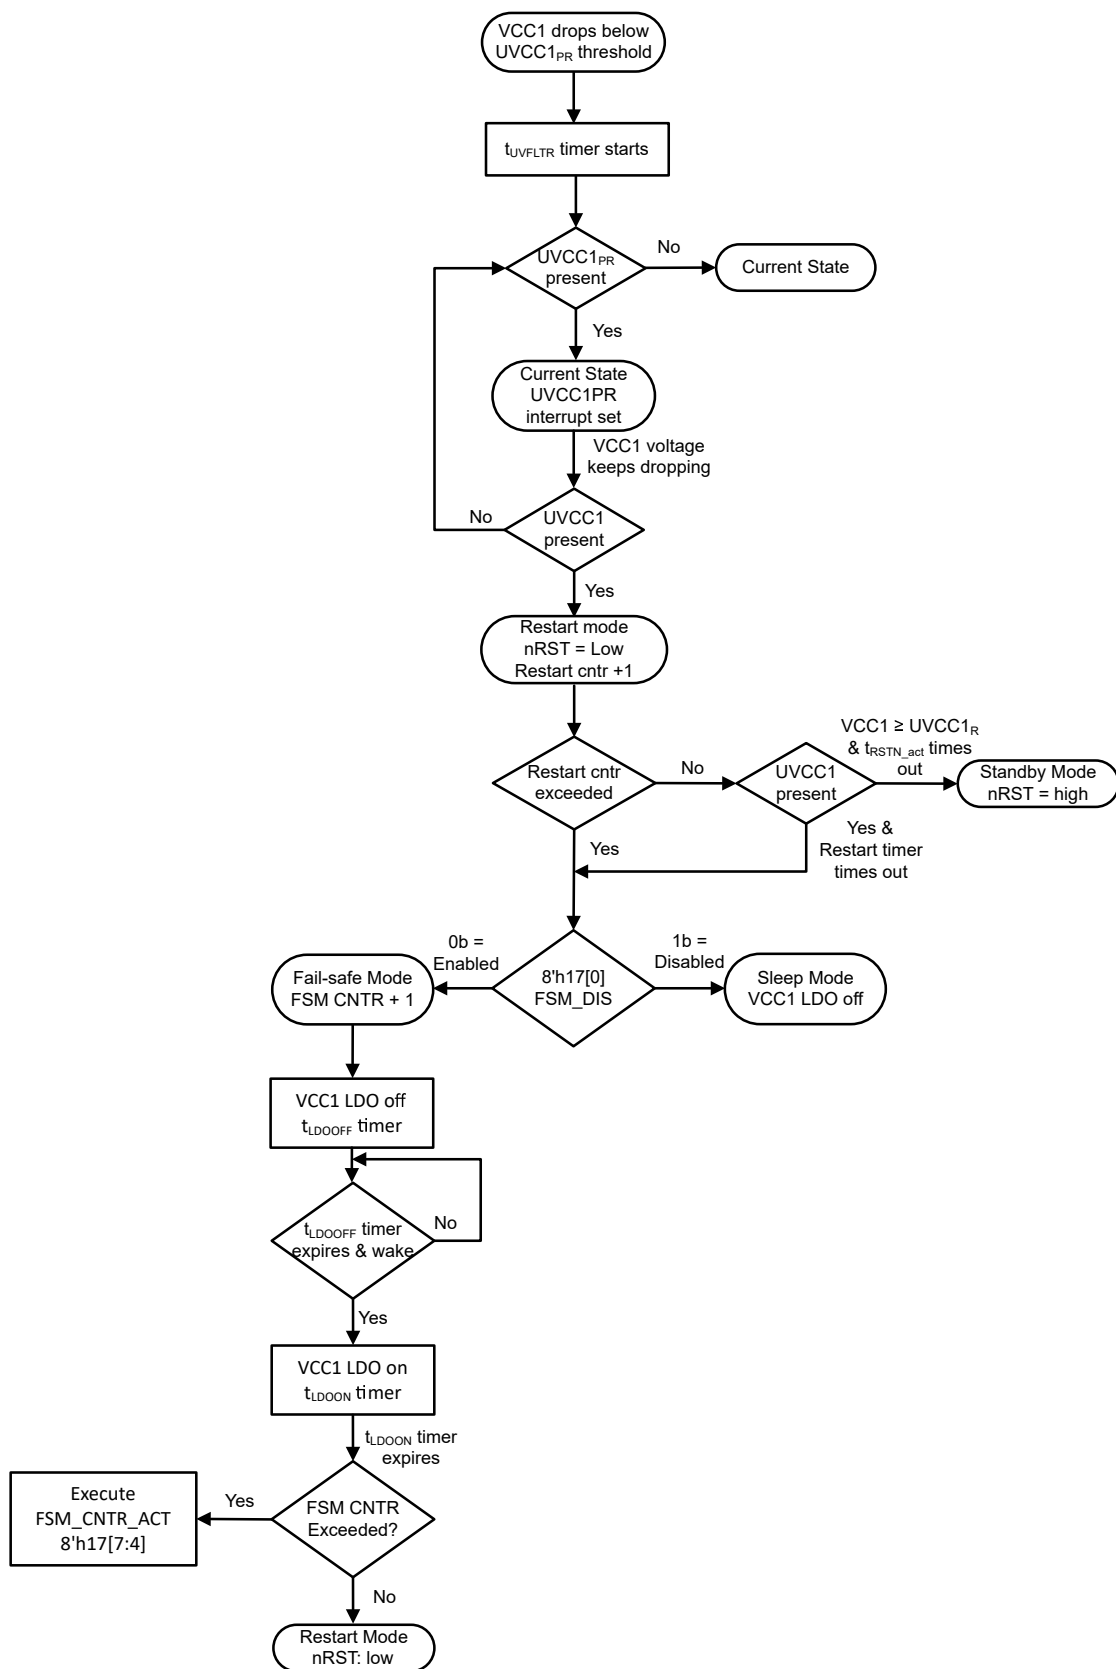 VCC1 drops below
UVCC1PR threshold
tUVFLTR timer starts
UVCC1PR
present
No
Current State
Yes
Current State
UVCC1PR
interrupt set
VCC1 voltage
keeps dropping
UVCC1
present
No
Yes
Restart mode
nRST = Low
Restart cntr +1
Restart cntr
exceeded
No
UVCC1
present
VCC1 ≥ UVCC1R
& tRSTN_act times
out
Standby Mode
nRST = high
Yes
Yes &
Restart timer
times out
8'h17[0]
FSM_DIS
0b =
Enabled
1b =
Disabled
Fail-safe Mode
FSM CNTR + 1
Sleep Mode
VCC1 LDO off
VCC1 LDO off
tLDOOFF timer
tLDOOFF timer
expires & wake
No
Yes
VCC1 LDO on
tLDOON timer
tLDOON timer
expires
FSM CNTR
Exceeded?
Yes
Execute
FSM_CNTR_ACT
8'h17[7:4]
No
Restart Mode
nRST: low